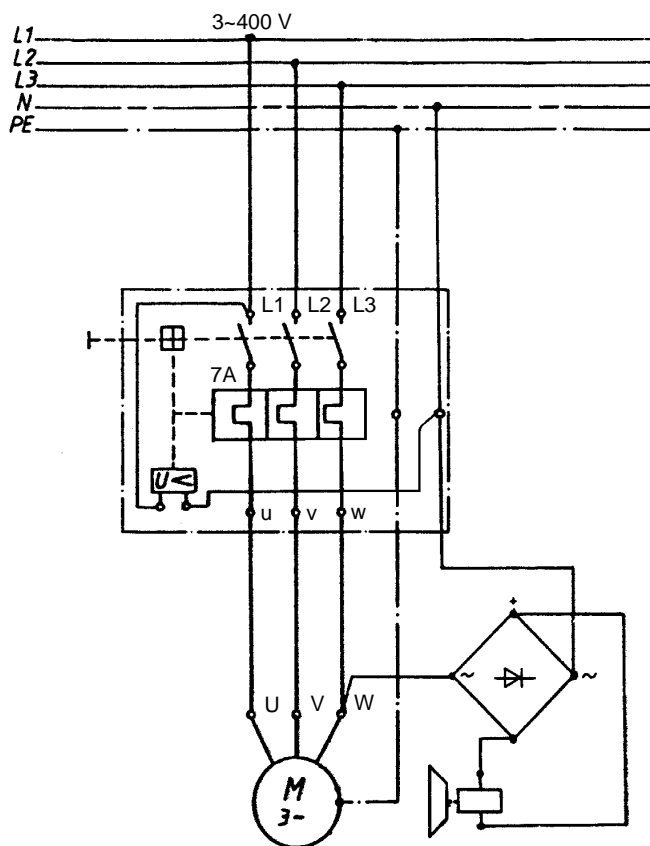 3~400 V
L1
L2
L3
N
PE
L1 L2 L3
7A
U<
u v w
+
~ ~
U V W
M
3~